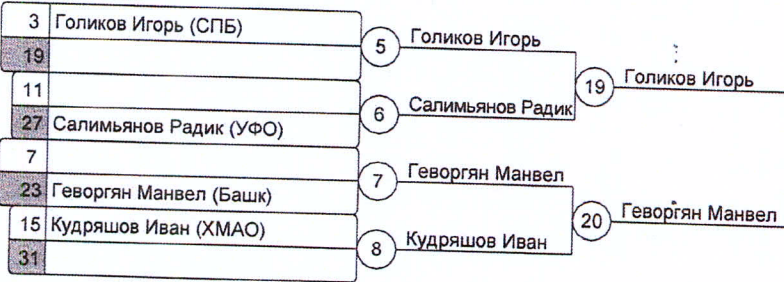 3 Голиков Игорь (СПБ)
19
5
Голиков Игорь
11
27 Салимьянов Радик (УФО)
6
Салимьянов Радик
19
Голиков Игорь
7
23 Геворгян Манвел (Башк)
7
Геворгян Манвел
15 Кудряшов Иван (ХМАО)
31
8
Кудряшов Иван
20
Геворгян Манвел